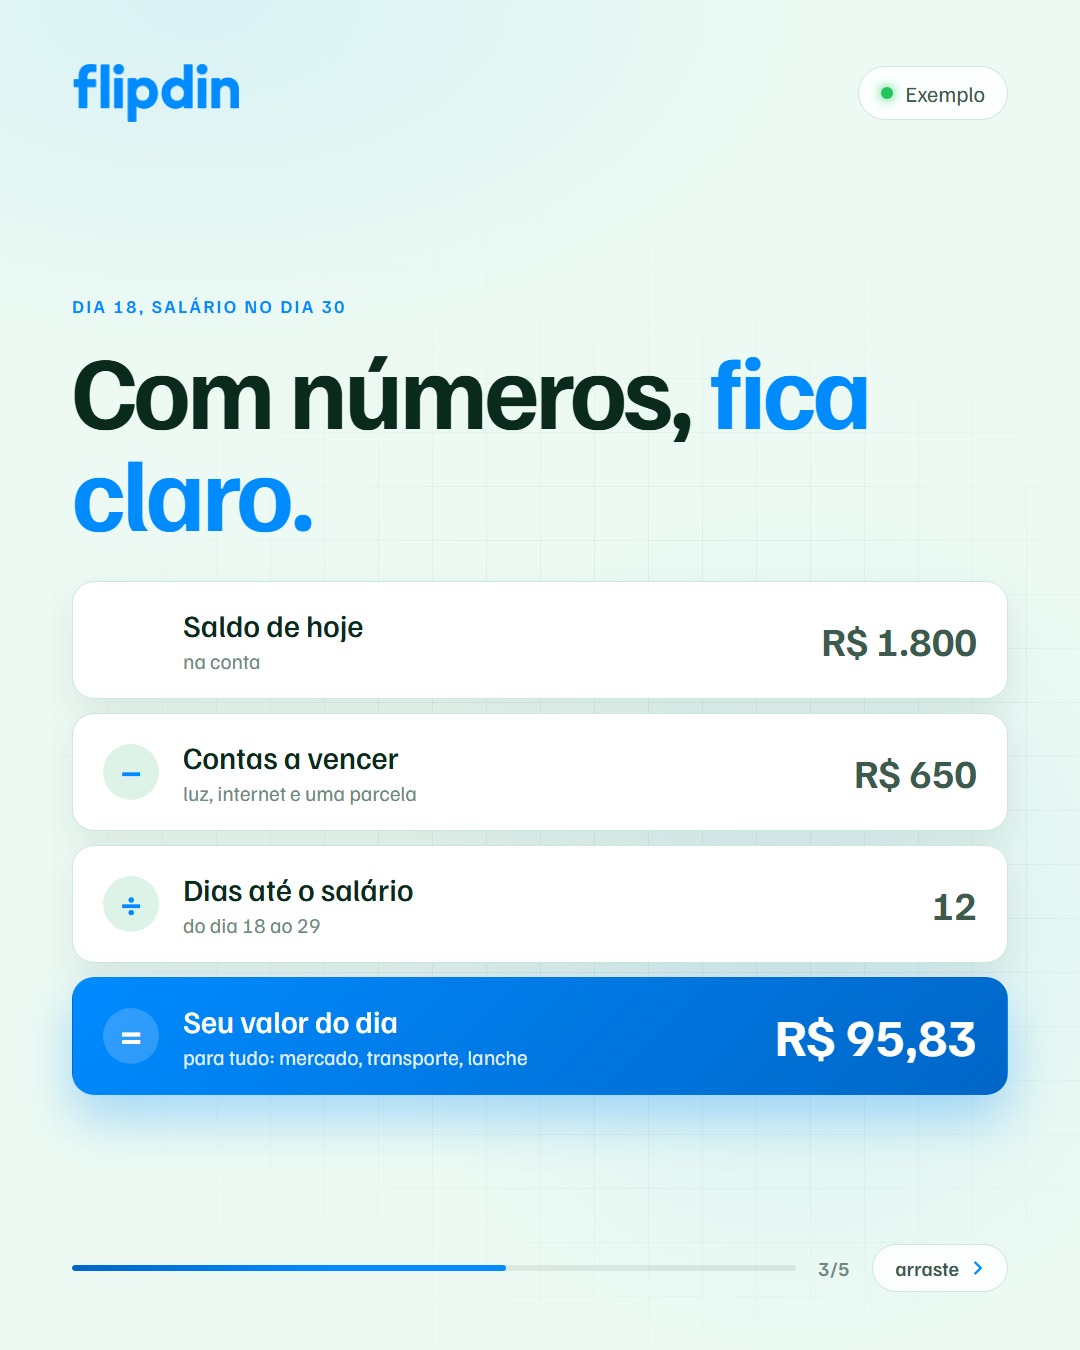 flipdin
Exemplo
DIA 18, SALÁRIO NO DIA 30
Com números, fica
claro.
Saldo de hoje
na conta
R$ 1.800
–
Contas a vencer
luz, internet e uma parcela
R$ 650
÷
Dias até o salário
do dia 18 ao 29
12
=
Seu valor do dia
para tudo: mercado, transporte, lanche
R$ 95,83
3/5
arraste